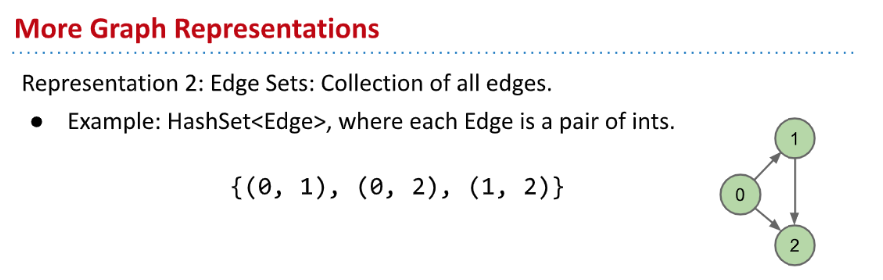 More Graph Representations
Representation 2: Edge Sets: Collection of all edges.
● Example: HashSet<Edge>, where each Edge is a pair of ints.
{(0, 1), (0, 2), (1, 2)}
1
0
2